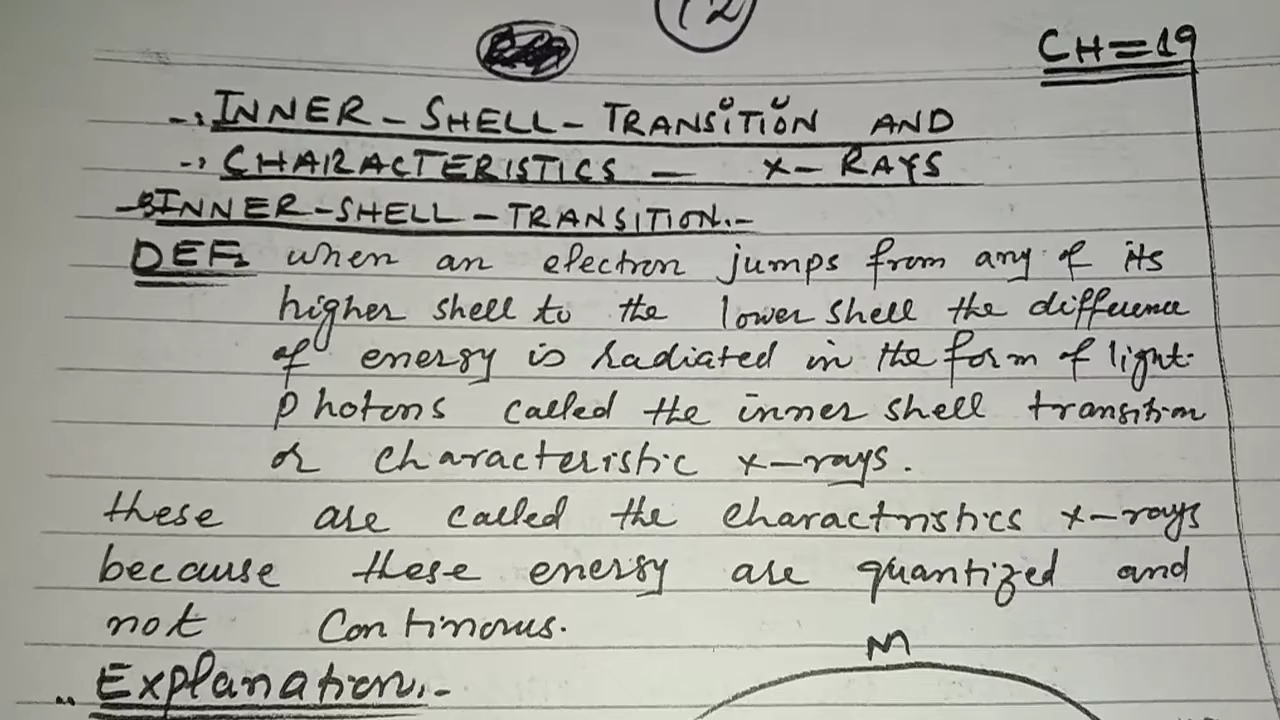 12
CH=19
INNER-SHELL-TRANSITION AND
CHARACTERISTICS - X-RAYS
INNER-SHELL-TRANSITION.-
DEF. when an electron jumps from any of its
higher shell to the lower shell the difference
of energy is radiated in the form of light-
photons called the inner shell transition
or characteristic x-rays.
these are called the charactristics x-rays
because these energy are quantized and
not Continous.
M
Explanation.-